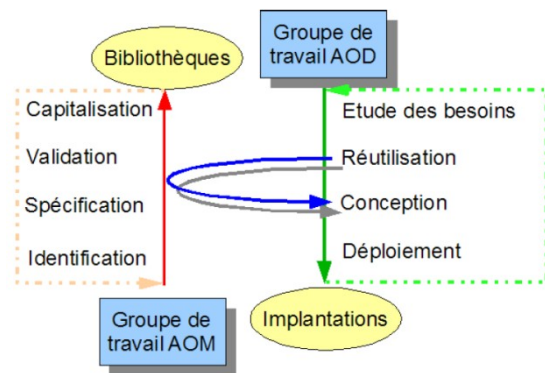 Bibliothèques
Groupe de
travail AOD
Capitalisation
Validation
Spécification
Identification
Etude des besoins
Réutilisation
Conception
Déploiement
Groupe de
travail AOM
Implantations